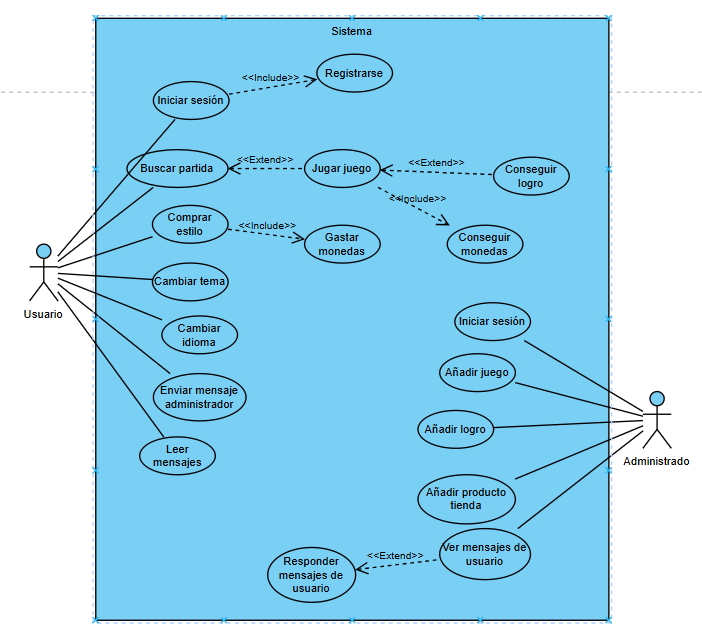 Sistema
<<Include>>
Registrarse
Iniciar sesión
Buscar partida
<<Extend>>
Jugar juego
<<Extend>>
Conseguir
logro
<<Include>>
Comprar
estilo
<<Include>>
Gastar
monedas
Conseguir
monedas
Usuario
Cambiar tema
Cambiar
idioma
Enviar mensaje
administrador
Leer
mensajes
Iniciar sesión
Añadir juego
Añadir logro
Administrado
Añadir producto
tienda
Ver mensajes de
usuario
<<Extend>>
Responder
mensajes de
usuario